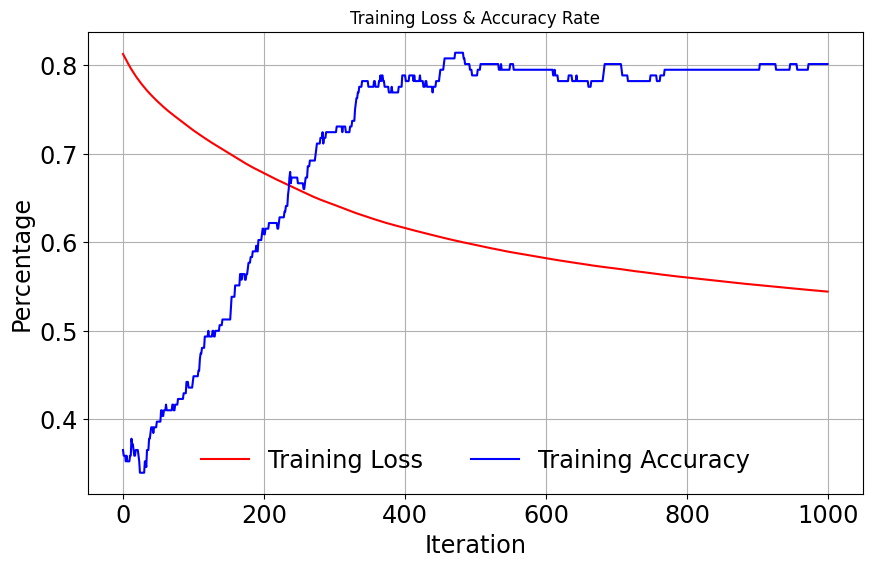 Training Loss & Accuracy Rate
Percentage
0.8
0.7
0.6
0.5
0.4
Training Loss
Training Accuracy
0
200
400
600
800
1000
Iteration